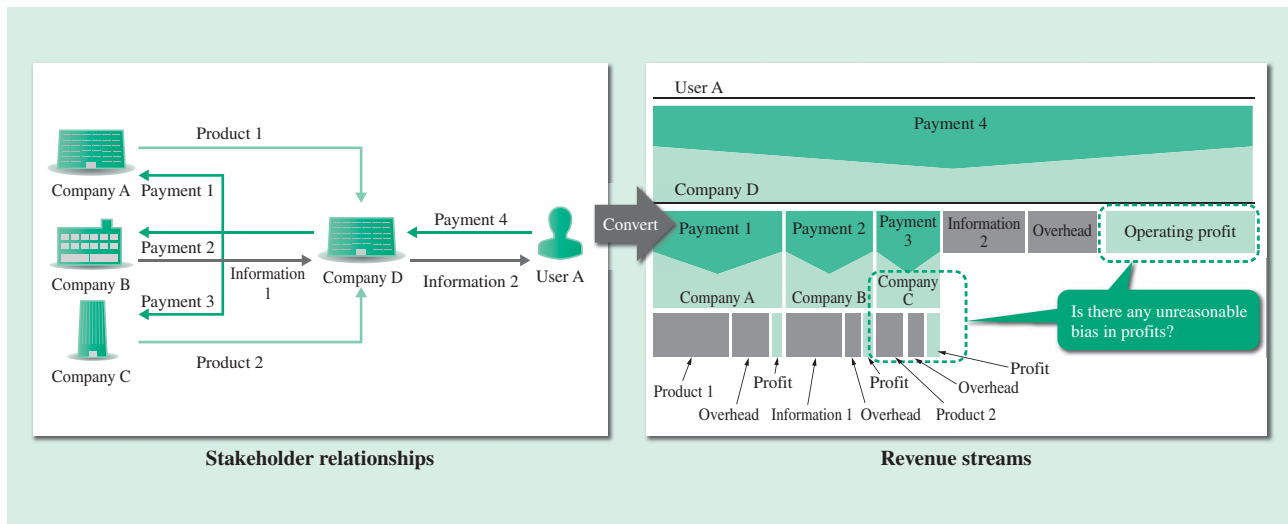 Product 1
Company A
Payment 1
Payment 2
Company B
Information
1
Company D
Payment 3
Product 2
Company C
Payment 4
Information 2
User A
Stakeholder relationships
Convert
User A
Payment 4
Company D
Payment 1
Payment 2
Payment
3
Information
2
Overhead
Operating profit
Company A
Company B
Company
C
Is there any unreasonable
bias in profits?
Product 1
Overhead
Profit
Information 1
Overhead
Profit
Product 2
Overhead
Profit
Revenue streams